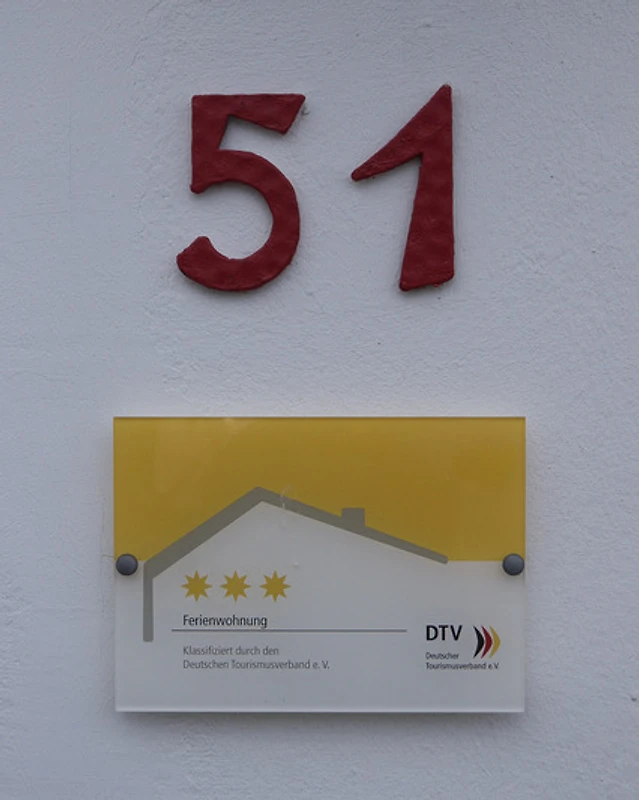 51
Ferienwohnung
Klassifiziert durch den
Deutschen Tourismusverband e. V.
DTV
Deutscher
Tourismusverband e.V.